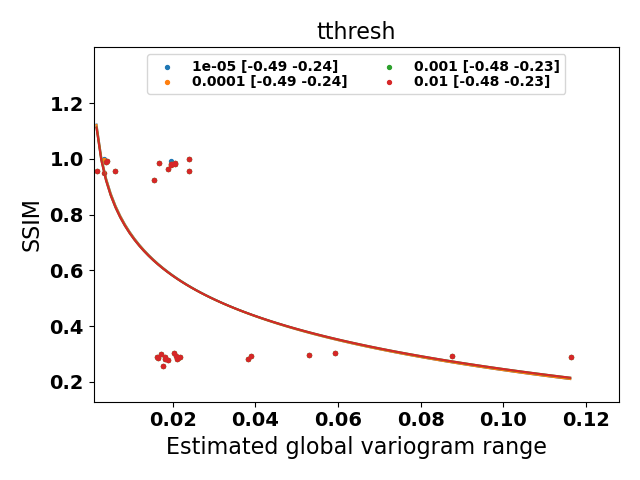 tthresh
1e-05 [-0.49 -0.24]
0.0001 [-0.49 -0.24]
0.001 [-0.48 -0.23]
0.01 [-0.48 -0.23]
SSIM
1.2
1.0
0.8
0.6
0.4
0.2
0.02 0.04 0.06 0.08 0.10 0.12
Estimated global variogram range